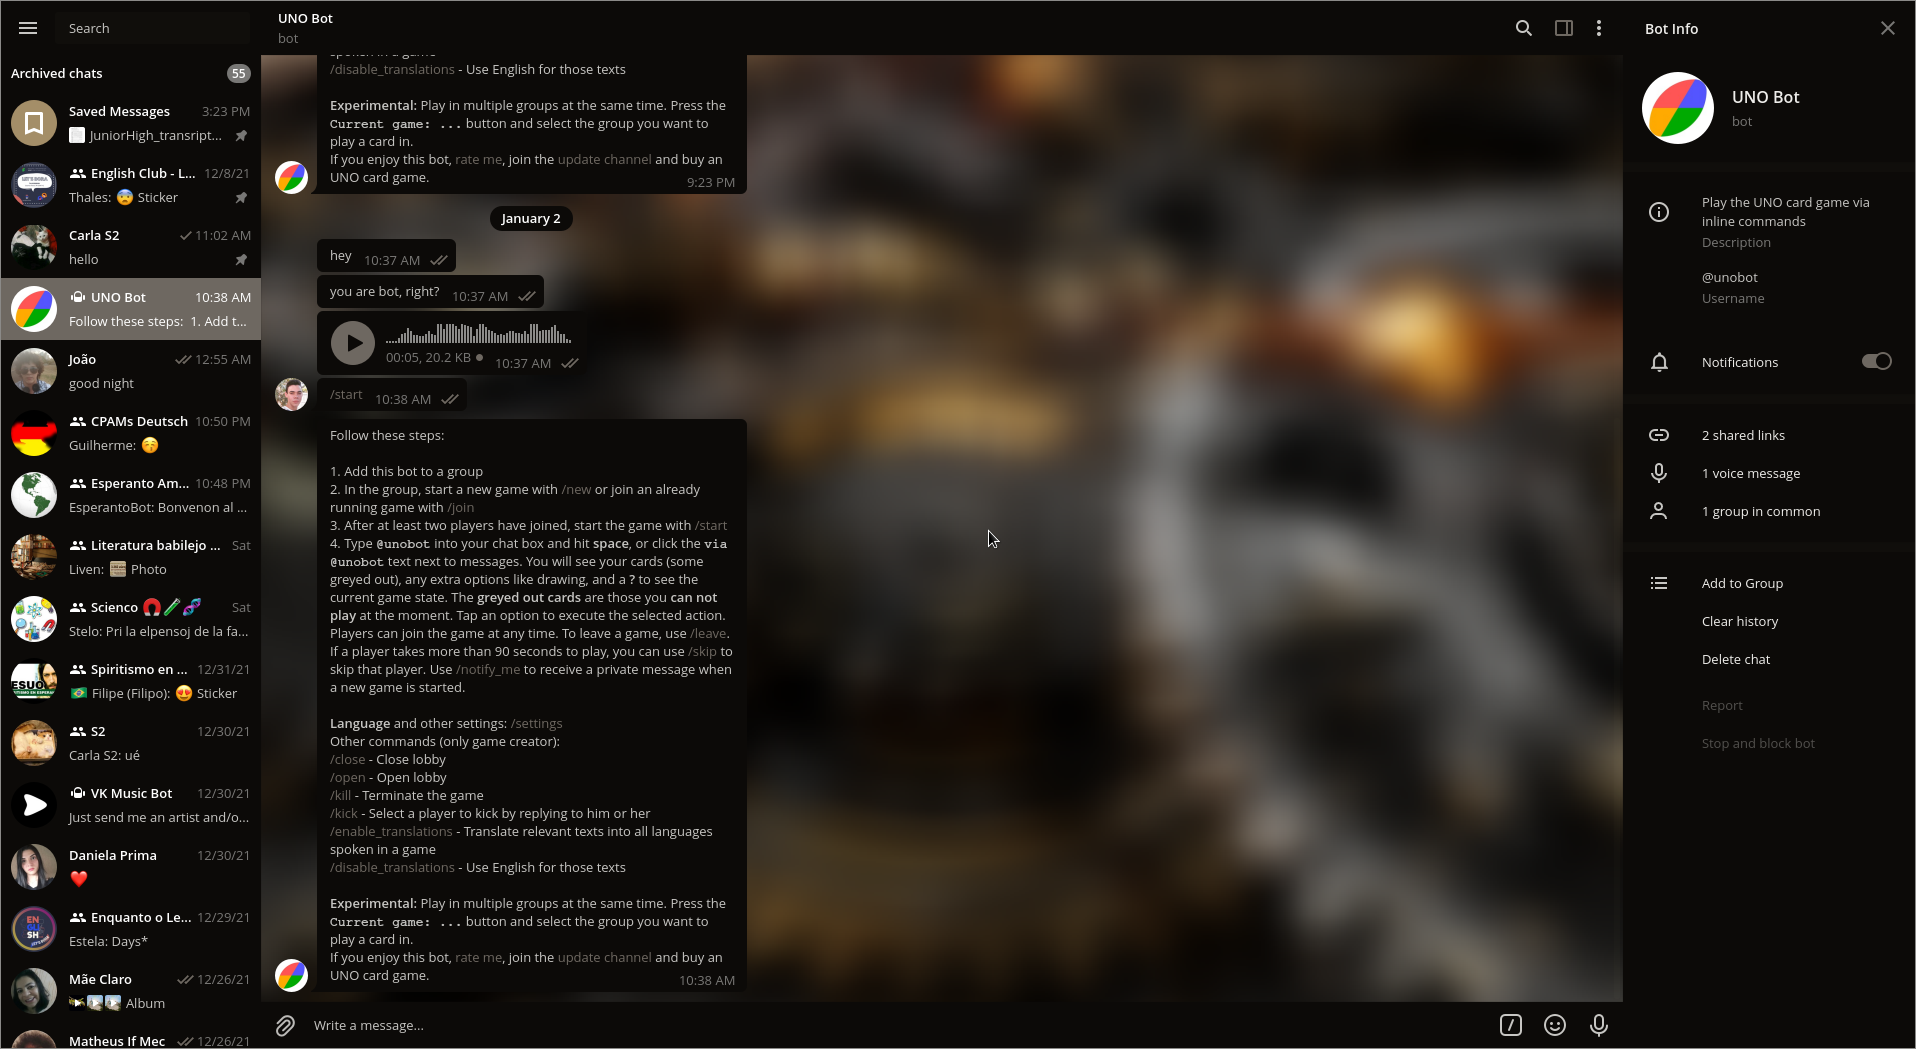 Search
Archived chats 55
Saved Messages 3:23 PM
JuniorHigh_transcript...
English Club - L... 12/8/21
Thales: 😨 Sticker
Carla S2 11:02 AM
hello
UNO Bot 10:38 AM
Follow these steps: 1. Add t...
João 12:55 AM
good night
CPAMs Deutsch 10:50 PM
Guilherme: 😚
Esperanto Am... 10:48 PM
EsperantoBot: Bonvenon al ...
Literatura babilejo ... Sat
Liven: Photo
Scienco 🧲🧪🧬 Sat
Stelo: Pri la elpensoj de la fa...
Spiritismo en ... 12/31/21
🇧🇷 Filipe (Filipo): 😍 Sticker
S2 12/30/21
Carla S2: ué
VK Music Bot 12/30/21
Just send me an artist and/o...
Daniela Prima 12/30/21
❤️
Enquanto o Le... 12/29/21
Estela: Days*
Mãe Claro 12/26/21
Album
Matheus If Mec 12/26/21
UNO Bot
bot
spoken in a game
/disable_translations - Use English for those texts
Experimental: Play in multiple groups at the same time. Press the
Current game: ... button and select the group you want to
play a card in.
If you enjoy this bot, rate me, join the update channel and buy an
UNO card game. 9:23 PM
January 2
hey 10:37 AM
you are bot, right? 10:37 AM
00:05, 20.2 KB 10:37 AM
/start 10:38 AM
Follow these steps:
1. Add this bot to a group
2. In the group, start a new game with /new or join an already
running game with /join
3. After at least two players have joined, start the game with /start
4. Type @unobot into your chat box and hit space, or click the via
@unobot text next to messages. You will see your cards (some
greyed out), any extra options like drawing, and a ? to see the
current game state. The greyed out cards are those you can not
play at the moment. Tap an option to execute the selected action.
Players can join the game at any time. To leave a game, use /leave.
If a player takes more than 90 seconds to play, you can use /skip to
skip that player. Use /notify_me to receive a private message when
a new game is started.
Language and other settings: /settings
Other commands (only game creator):
/close - Close lobby
/open - Open lobby
/kill - Terminate the game
/kick - Select a player to kick by replying to him or her
/enable_translations - Translate relevant texts into all languages
spoken in a game
/disable_translations - Use English for those texts
Experimental: Play in multiple groups at the same time. Press the
Current game: ... button and select the group you want to
play a card in.
If you enjoy this bot, rate me, join the update channel and buy an
UNO card game. 10:38 AM
Write a message...
Bot Info
UNO Bot
bot
Play the UNO card game via
inline commands
Description
@unobot
Username
Notifications
2 shared links
1 voice message
1 group in common
Add to Group
Clear history
Delete chat
Report
Stop and block bot